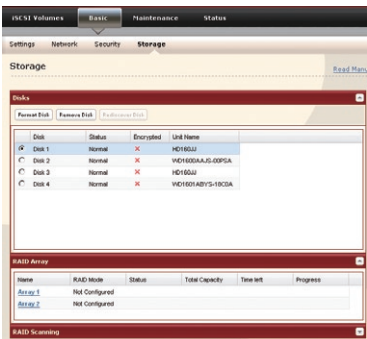 iSCSI Volumes Basic Maintenance Status
Settings Network Security Storage
Storage
Read Manu
Disks
Format Disk Remove Disk Rediscover Disk
Disk Status Encrypted Unit Name
Disk 1 Normal HD160JJ
Disk 2 Normal WD1600AAJS-00PSA
Disk 3 Normal HD160JJ
Disk 4 Normal WD1601ABYS-18C0A
RAID Array
Name RAID Mode Status Total Capacity Time left Progress
Array 1 Not Configured
Array 2 Not Configured
RAID Scanning